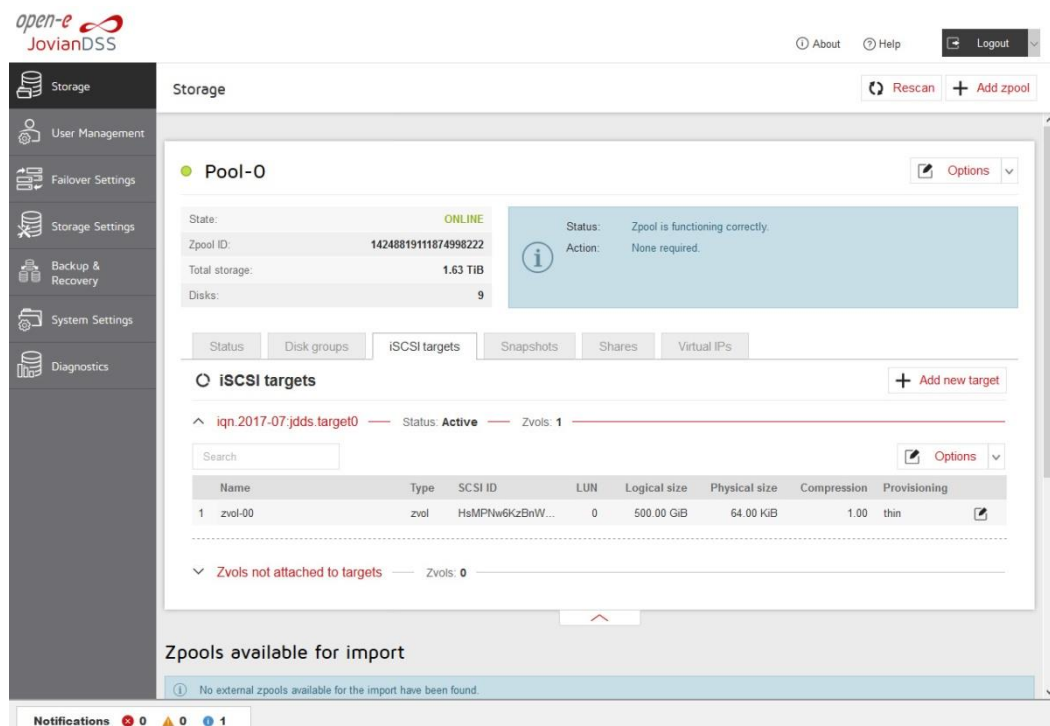 open-e
JovianDSS
About
Help
Logout
Storage
User Management
Failover Settings
Storage Settings
Backup &
Recovery
System Settings
Diagnostics
Storage
Rescan
Add zpool
Pool-0
Options
State: ONLINE
Zpool ID: 14248819111874998222
Total storage: 1.63 TiB
Disks: 9
Status: Zpool is functioning correctly.
Action: None required.
Status Disk groups iSCSI targets Snapshots Shares Virtual IPs
iSCSI targets
Add new target
iqn.2017-07:jdds.target0 Status: Active Zvols: 1
Search
Options
Name Type SCSI ID LUN Logical size Physical size Compression Provisioning
1 zvol-00 zvol HsMPNw6KzBnW... 0 500.00 GiB 64.00 KiB 1.00 thin
Zvols not attached to targets Zvols: 0
Zpools available for import
No external zpools available for the import have been found.
Notifications 0 0 1